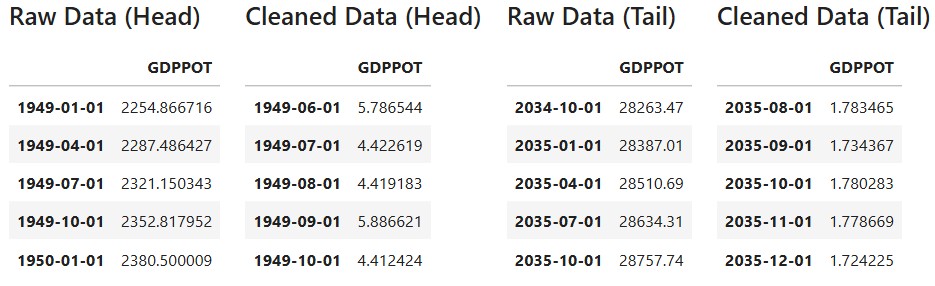 Raw Data (Head) Cleaned Data (Head) Raw Data (Tail) Cleaned Data (Tail)
GDPPOT GDPPOT GDPPOT GDPPOT
1949-01-01 2254.866716 1949-06-01 5.786544 2034-10-01 28263.47 2035-08-01 1.783465
1949-04-01 2287.486427 1949-07-01 4.422619 2035-01-01 28387.01 2035-09-01 1.734367
1949-07-01 2321.150343 1949-08-01 4.419183 2035-04-01 28510.69 2035-10-01 1.780283
1949-10-01 2352.817952 1949-09-01 5.886621 2035-07-01 28634.31 2035-11-01 1.778669
1950-01-01 2380.500009 1949-10-01 4.412424 2035-10-01 28757.74 2035-12-01 1.724225